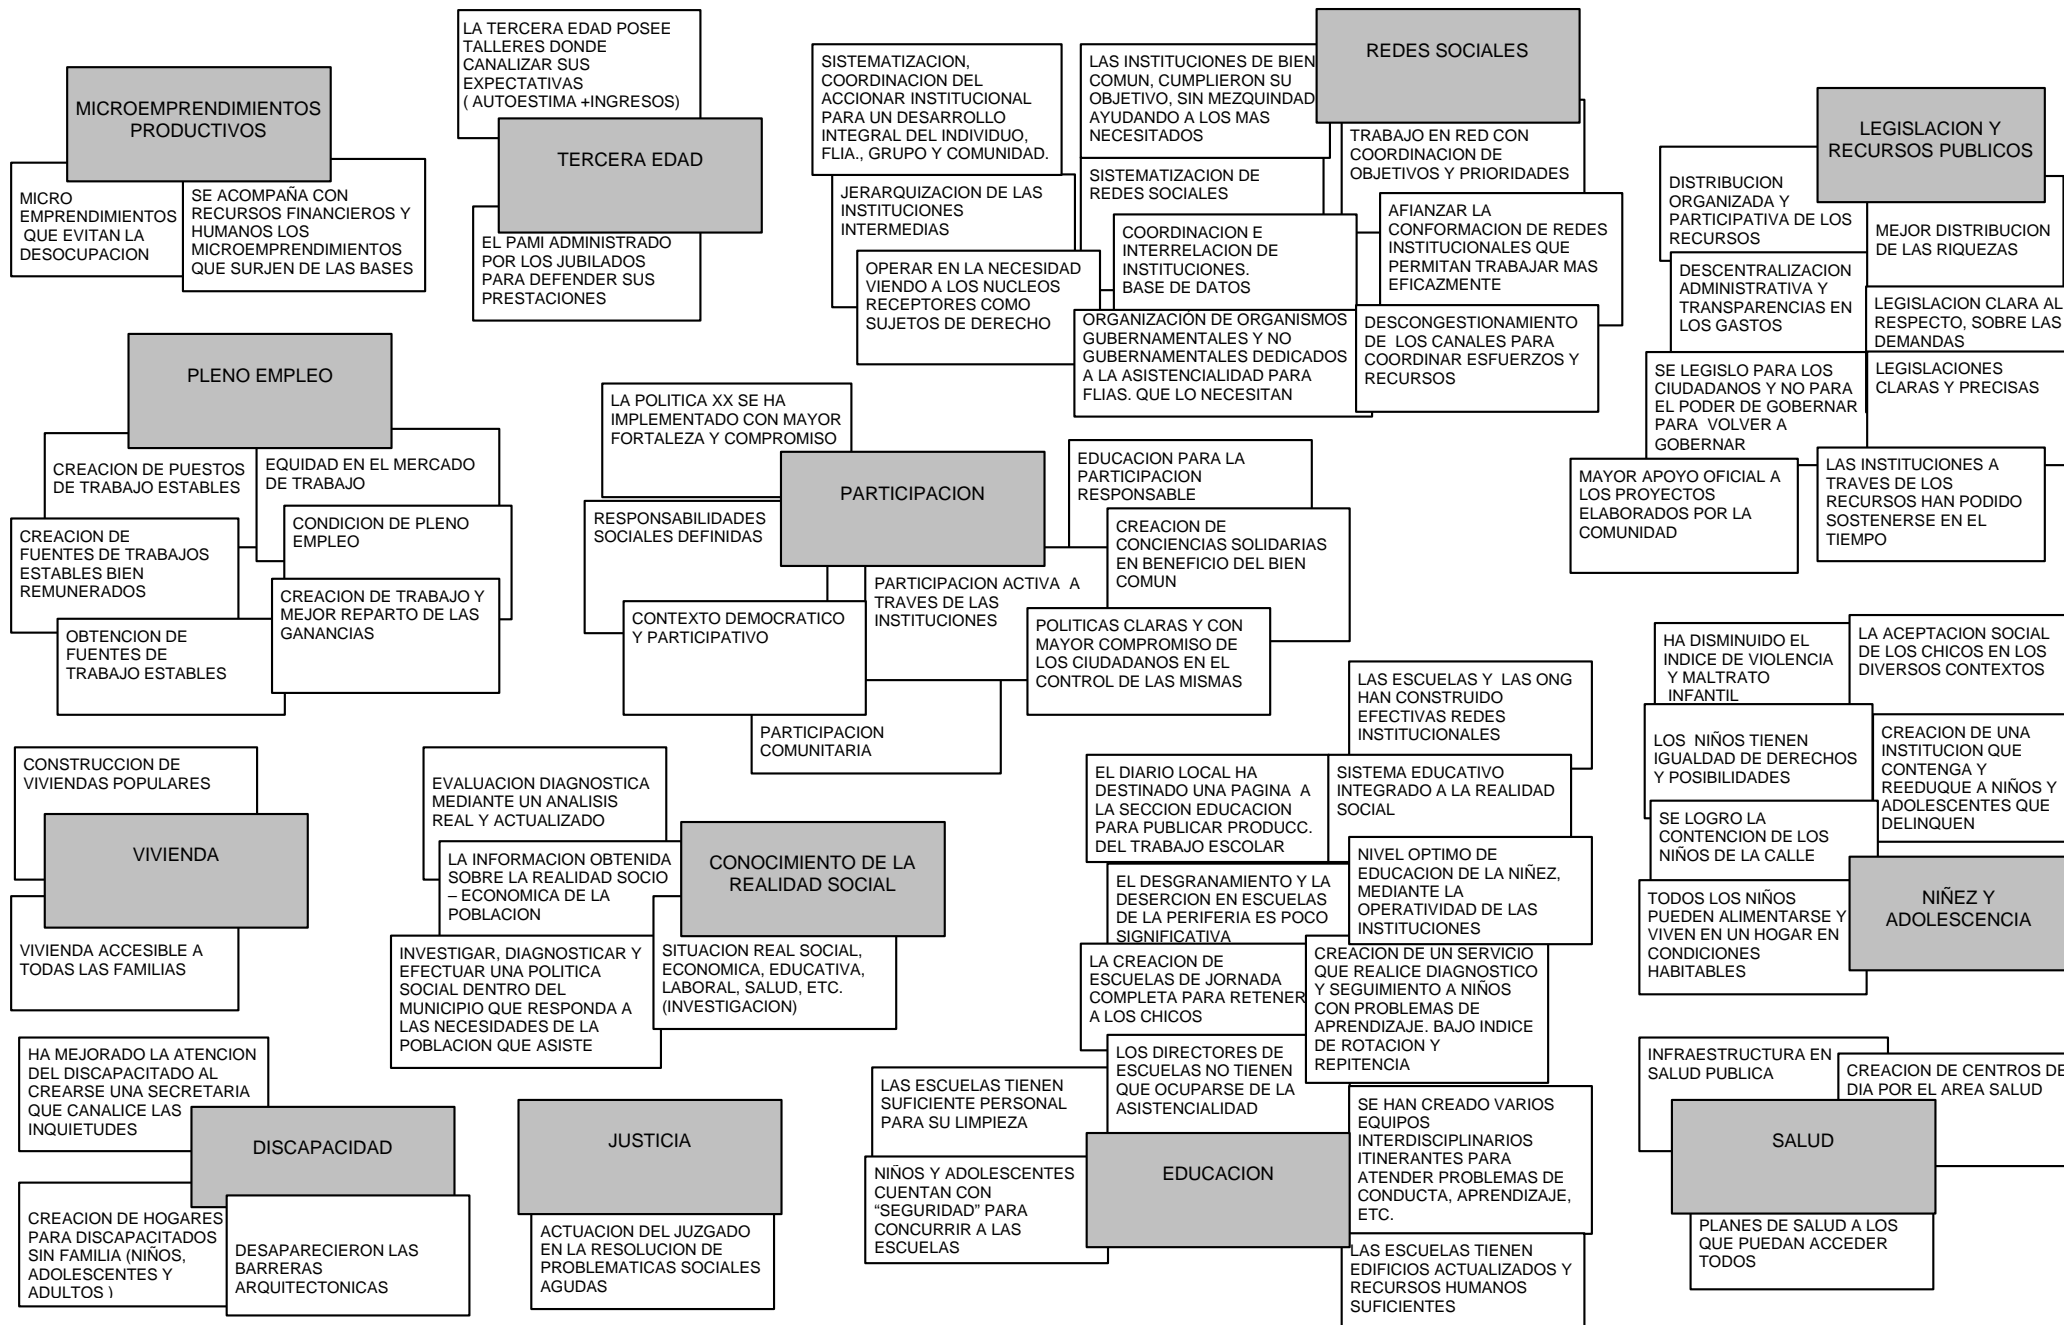 MICROEMPRENDIMIENTOS
PRODUCTIVOS
MICRO
EMPRENDIMIENTOS
QUE EVITAN LA
DESOCUPACION
SE ACOMPAÑA CON
RECURSOS FINANCIEROS Y
HUMANOS LOS
MICROEMPRENDIMIENTOS
QUE SURJEN DE LAS BASES
LA TERCERA EDAD POSEE
TALLERES DONDE
CANALIZAR SUS
EXPECTATIVAS
( AUTOESTIMA +INGRESOS)
TERCERA EDAD
EL PAMI ADMINISTRADO
POR LOS JUBILADOS
PARA DEFENDER SUS
PRESTACIONES
REDES SOCIALES
SISTEMATIZACION,
COORDINACION DEL
ACCIONAR INSTITUCIONAL
PARA UN DESARROLLO
INTEGRAL DEL INDIVIDUO,
FLIA., GRUPO Y COMUNIDAD.
LAS INSTITUCIONES DE BIEN
COMUN, CUMPLIERON SU
OBJETIVO, SIN MEZQUINDAD
AYUDANDO A LOS MAS
NECESITADOS
TRABAJO EN RED CON
COORDINACION DE
OBJETIVOS Y PRIORIDADES
JERARQUIZACION DE LAS
INSTITUCIONES
INTERMEDIAS
SISTEMATIZACION DE
REDES SOCIALES
AFIANZAR LA
CONFORMACION DE REDES
INSTITUCIONALES QUE
PERMITAN TRABAJAR MAS
EFICAZMENTE
COORDINACION E
INTERRELACION DE
INSTITUCIONES.
BASE DE DATOS
OPERAR EN LA NECESIDAD
VIENDO A LOS NUCLEOS
RECEPTORES COMO
SUJETOS DE DERECHO
ORGANIZACIÓN DE ORGANISMOS
GUBERNAMENTALES Y NO
GUBERNAMENTALES DEDICADOS
A LA ASISTENCIALIDAD PARA
FLIAS. QUE LO NECESITAN
DESCONGESTIONAMIENTO
DE LOS CANALES PARA
COORDINAR ESFUERZOS Y
RECURSOS
LEGISLACION Y
RECURSOS PUBLICOS
DISTRIBUCION
ORGANIZADA Y
PARTICIPATIVA DE LOS
RECURSOS
MEJOR DISTRIBUCION
DE LAS RIQUEZAS
DESCENTRALIZACION
ADMINISTRATIVA Y
TRANSPARENCIAS EN
LOS GASTOS
LEGISLACION CLARA AL
RESPECTO, SOBRE LAS
DEMANDAS
SE LEGISLO PARA LOS
CIUDADANOS Y NO PARA
EL PODER DE GOBERNAR
PARA VOLVER A
GOBERNAR
LEGISLACIONES
CLARAS Y PRECISAS
MAYOR APOYO OFICIAL A
LOS PROYECTOS
ELABORADOS POR LA
COMUNIDAD
LAS INSTITUCIONES A
TRAVES DE LOS
RECURSOS HAN PODIDO
SOSTENERSE EN EL
TIEMPO
PLENO EMPLEO
CREACION DE PUESTOS
DE TRABAJO ESTABLES
EQUIDAD EN EL MERCADO
DE TRABAJO
CREACION DE
FUENTES DE TRABAJOS
ESTABLES BIEN
REMUNERADOS
CONDICION DE PLENO
EMPLEO
CREACION DE TRABAJO Y
MEJOR REPARTO DE LAS
GANANCIAS
OBTENCION DE
FUENTES DE
TRABAJO ESTABLES
LA POLITICA XX SE HA
IMPLEMENTADO CON MAYOR
FORTALEZA Y COMPROMISO
PARTICIPACION
EDUCACION PARA LA
PARTICIPACION
RESPONSABLE
RESPONSABILIDADES
SOCIALES DEFINIDAS
CREACION DE
CONCIENCIAS SOLIDARIAS
EN BENEFICIO DEL BIEN
COMUN
PARTICIPACION ACTIVA A
TRAVES DE LAS
INSTITUCIONES
CONTEXTO DEMOCRATICO
Y PARTICIPATIVO
POLITICAS CLARAS Y CON
MAYOR COMPROMISO DE
LOS CIUDADANOS EN EL
CONTROL DE LAS MISMAS
PARTICIPACION
COMUNITARIA
HA DISMINUIDO EL
INDICE DE VIOLENCIA
Y MALTRATO
INFANTIL
LA ACEPTACION SOCIAL
DE LOS CHICOS EN LOS
DIVERSOS CONTEXTOS
LOS NIÑOS TIENEN
IGUALDAD DE DERECHOS
Y POSIBILIDADES
CREACION DE UNA
INSTITUCION QUE
CONTENGA Y
REEDUQUE A NIÑOS Y
ADOLESCENTES QUE
DELINQUEN
SE LOGRO LA
CONTENCION DE LOS
NIÑOS DE LA CALLE
TODOS LOS NIÑOS
PUEDEN ALIMENTARSE Y
VIVEN EN UN HOGAR EN
CONDICIONES
HABITABLES
NIÑEZ Y
ADOLESCENCIA
CONSTRUCCION DE
VIVIENDAS POPULARES
VIVIENDA
VIVIENDA ACCESIBLE A
TODAS LAS FAMILIAS
EVALUACION DIAGNOSTICA
MEDIANTE UN ANALISIS
REAL Y ACTUALIZADO
LA INFORMACION OBTENIDA
SOBRE LA REALIDAD SOCIO
– ECONOMICA DE LA
POBLACION
CONOCIMIENTO DE LA
REALIDAD SOCIAL
INVESTIGAR, DIAGNOSTICAR Y
EFECTUAR UNA POLITICA
SOCIAL DENTRO DEL
MUNICIPIO QUE RESPONDA A
LAS NECESIDADES DE LA
POBLACION QUE ASISTE
SITUACION REAL SOCIAL,
ECONOMICA, EDUCATIVA,
LABORAL, SALUD, ETC.
(INVESTIGACION)
LAS ESCUELAS Y LAS ONG
HAN CONSTRUIDO
EFECTIVAS REDES
INSTITUCIONALES
EL DIARIO LOCAL HA
DESTINADO UNA PAGINA A
LA SECCION EDUCACION
PARA PUBLICAR PRODUCC.
DEL TRABAJO ESCOLAR
SISTEMA EDUCATIVO
INTEGRADO A LA REALIDAD
SOCIAL
NIVEL OPTIMO DE
EDUCACION DE LA NIÑEZ,
MEDIANTE LA
OPERATIVIDAD DE LAS
INSTITUCIONES
EL DESGRANAMIENTO Y LA
DESERCION EN ESCUELAS
DE LA PERIFERIA ES POCO
SIGNIFICATIVA
LA CREACION DE
ESCUELAS DE JORNADA
COMPLETA PARA RETENER
A LOS CHICOS
CREACION DE UN SERVICIO
QUE REALICE DIAGNOSTICO
Y SEGUIMIENTO A NIÑOS
CON PROBLEMAS DE
APRENDIZAJE. BAJO INDICE
DE ROTACION Y
REPITENCIA
LOS DIRECTORES DE
ESCUELAS NO TIENEN
QUE OCUPARSE DE LA
ASISTENCIALIDAD
LAS ESCUELAS TIENEN
SUFICIENTE PERSONAL
PARA SU LIMPIEZA
SE HAN CREADO VARIOS
EQUIPOS
INTERDISCIPLINARIOS
ITINERANTES PARA
ATENDER PROBLEMAS DE
CONDUCTA, APRENDIZAJE,
ETC.
EDUCACION
NIÑOS Y ADOLESCENTES
CUENTAN CON
“SEGURIDAD” PARA
CONCURRIR A LAS
ESCUELAS
LAS ESCUELAS TIENEN
EDIFICIOS ACTUALIZADOS Y
RECURSOS HUMANOS
SUFICIENTES
HA MEJORADO LA ATENCION
DEL DISCAPACITADO AL
CREARSE UNA SECRETARIA
QUE CANALICE LAS
INQUIETUDES
DISCAPACIDAD
CREACION DE HOGARES
PARA DISCAPACITADOS
SIN FAMILIA (NIÑOS,
ADOLESCENTES Y
ADULTOS )
DESAPARECIERON LAS
BARRERAS
ARQUITECTONICAS
JUSTICIA
ACTUACION DEL JUZGADO
EN LA RESOLUCION DE
PROBLEMATICAS SOCIALES
AGUDAS
INFRAESTRUCTURA EN
SALUD PUBLICA
CREACION DE CENTROS DE
DIA POR EL AREA SALUD
SALUD
PLANES DE SALUD A LOS
QUE PUEDAN ACCEDER
TODOS